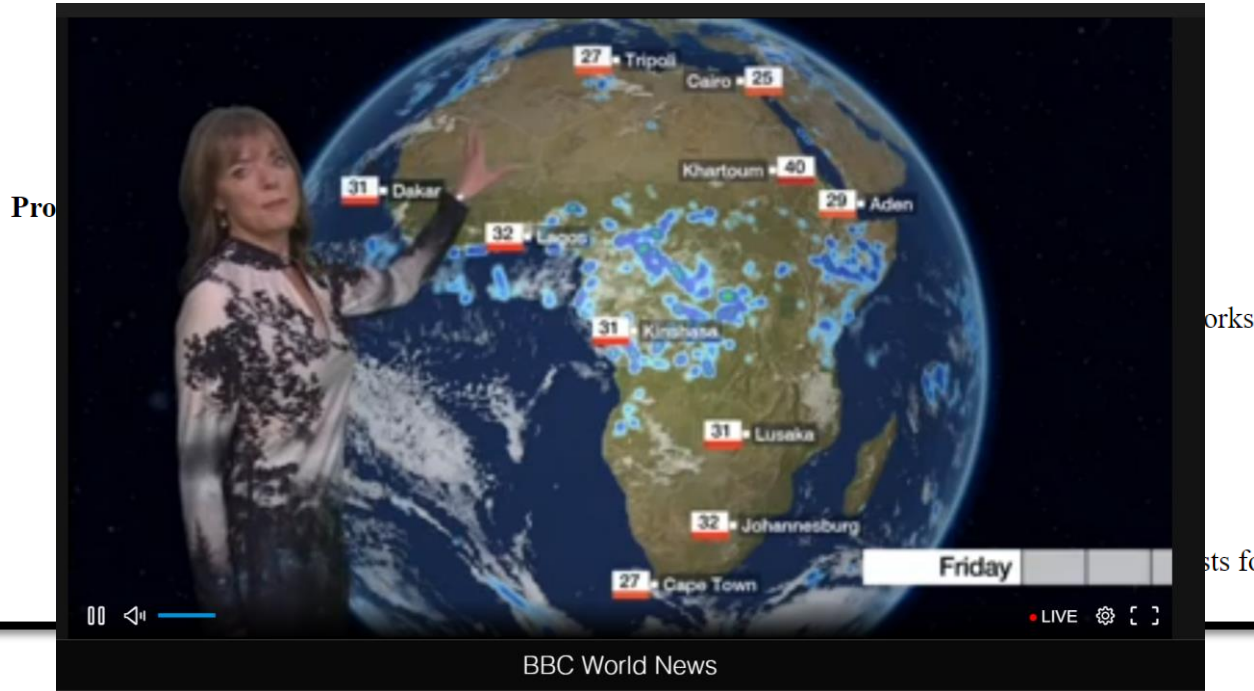 27 Tripoli
Cairo 25
Khartoum 40
31 Dakar
29 Aden
Pro
32 Lagos
orks
31 Kinshasa
31 Lusaka
32 Johannesburg
Friday
sts fo
27 Cape Town
LIVE
BBC World News